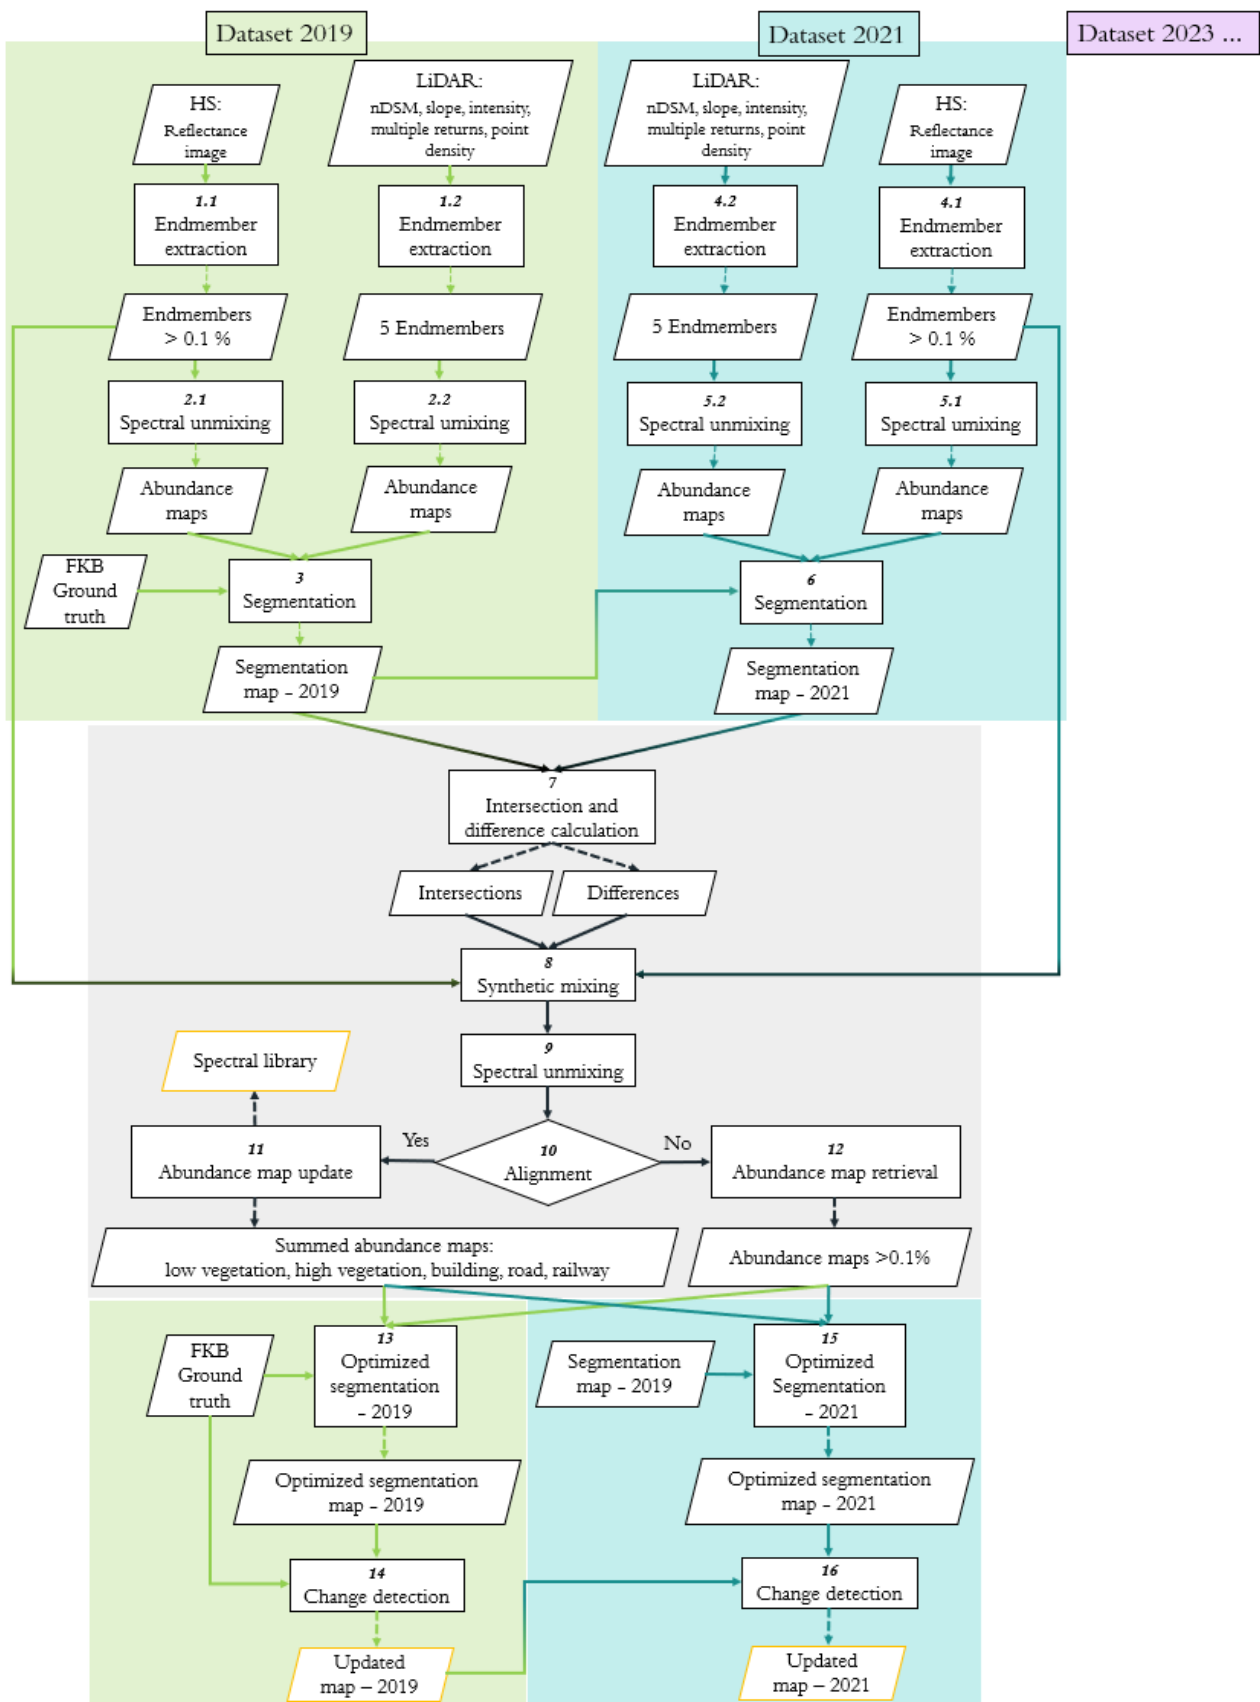 Dataset 2019
Dataset 2021
Dataset 2023 ...
HS:
Reflectance
image
LiDAR:
nDSM, slope, intensity,
multiple returns, point
density
LiDAR:
nDSM, slope, intensity,
multiple returns, point
density
HS:
Reflectance
image
1.1
Endmember
extraction
1.2
Endmember
extraction
4.2
Endmember
extraction
4.1
Endmember
extraction
Endmembers
> 0.1 %
5 Endmembers
5 Endmembers
Endmembers
> 0.1 %
2.1
Spectral unmixing
2.2
Spectral umixing
5.2
Spectral unmixing
5.1
Spectral umixing
Abundance
maps
Abundance
maps
Abundance
maps
Abundance
maps
FKB
Ground
truth
3
Segmentation
6
Segmentation
Segmentation
map - 2019
Segmentation
map - 2021
7
Intersection and
difference calculation
Intersections
Differences
8
Synthetic mixing
Spectral library
9
Spectral unmixing
11
Abundance map update
Yes
10
Alignment
No
12
Abundance map retrieval
Summed abundance maps:
low vegetation, high vegetation, building, road, railway
Abundance maps >0.1%
FKB
Ground
truth
13
Optimized
segmentation
- 2019
Segmentation
map - 2019
15
Optimized
Segmentation
- 2021
Optimized segmentation
map - 2019
Optimized segmentation
map - 2021
14
Change detection
16
Change detection
Updated
map – 2019
Updated
map – 2021